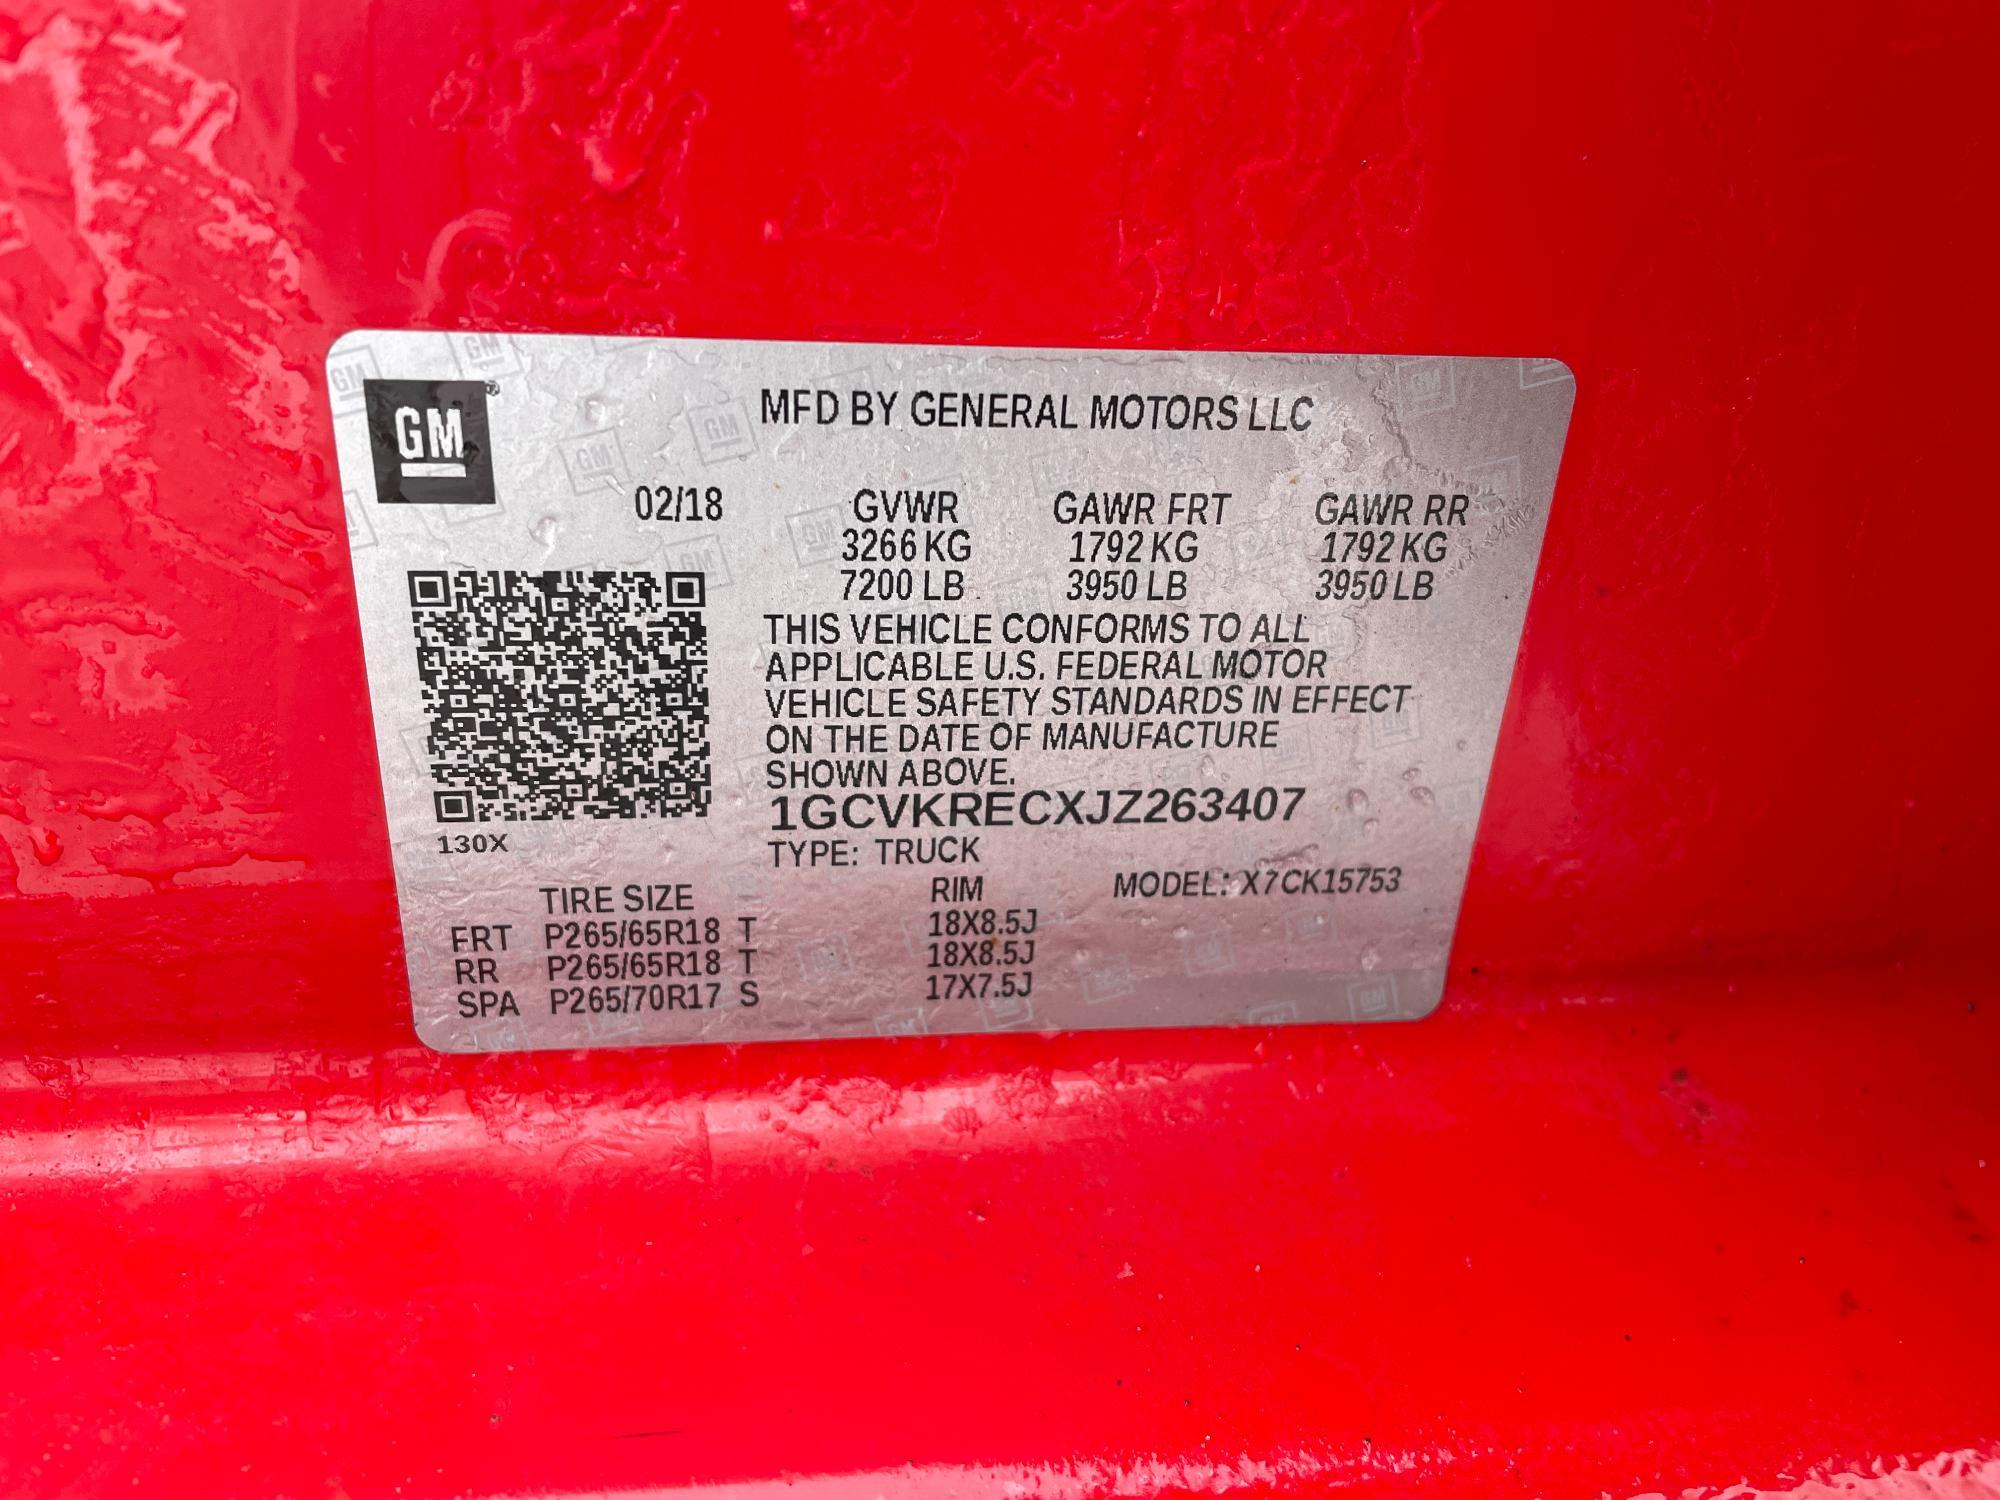 GM
MFD BY GENERAL MOTORS LLC
02/18 GVWR GAWR FRT GAWR RR
3266 KG 1792 KG 1792 KG
7200 LB 3950 LB 3950 LB
THIS VEHICLE CONFORMS TO ALL
APPLICABLE U.S. FEDERAL MOTOR
VEHICLE SAFETY STANDARDS IN EFFECT
ON THE DATE OF MANUFACTURE
SHOWN ABOVE.
1GCVKRECXJZ263407
130X
TYPE: TRUCK
TIRE SIZE RIM MODEL: X7CK15753
FRT P265/65R18 T 18X8.5J
RR P265/65R18 T 18X8.5J
SPA P265/70R17 S 17X7.5J